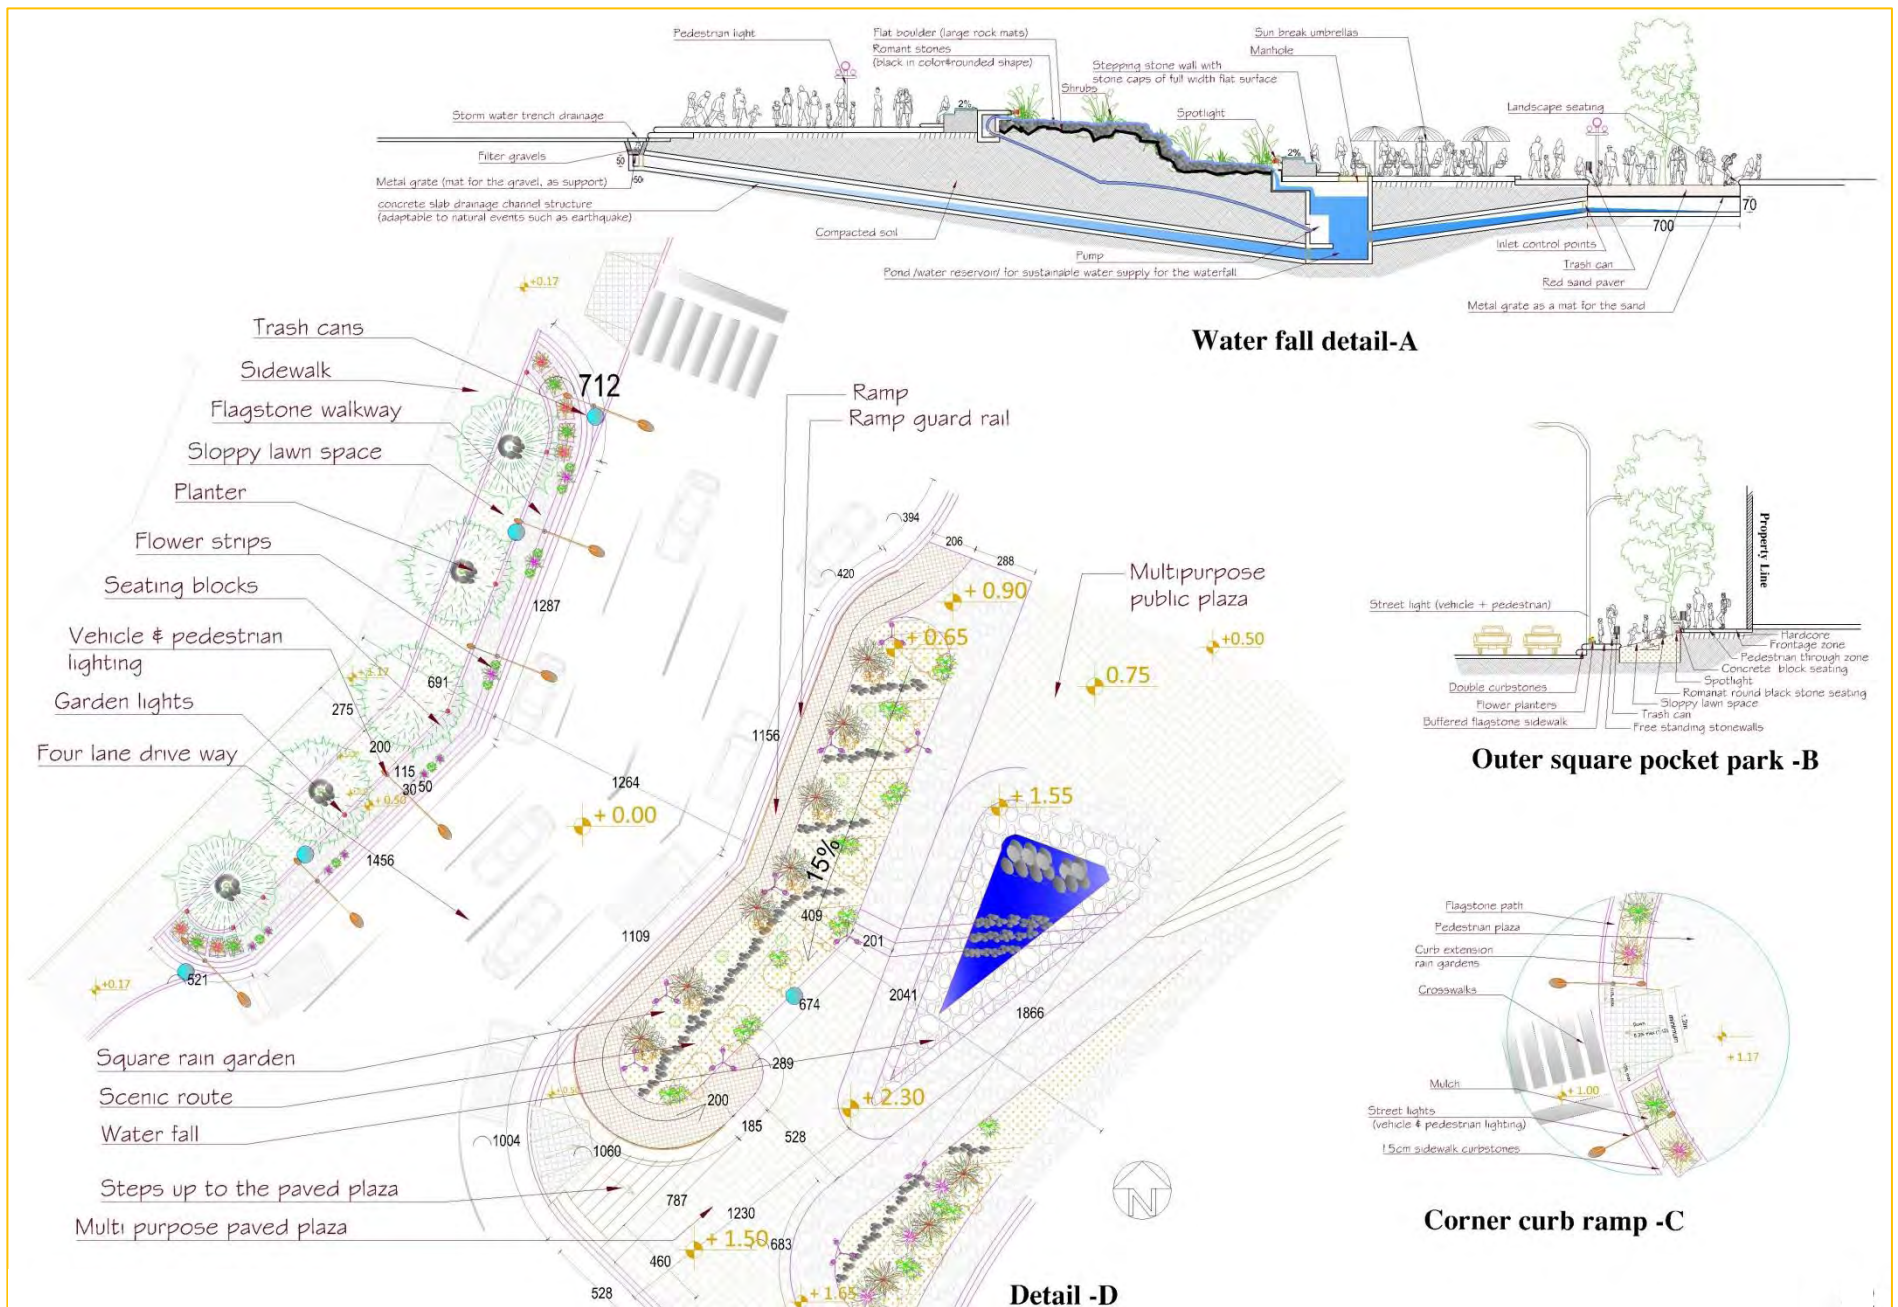 Pedestrian light
Flat boulder (large rock mats)
Romant stones
(black in color&rounded shape)
Shrubs
Stepping stone wall with
stone caps of full width flat surface
Sun break umbrellas
Manhole
Spotlight
Landscape seating
Storm water trench drainage
2%
2%
Filter gravels
50
50
Metal grate (mat for the gravel, as support)
concrete slab drainage channel structure
(adaptable to natural events such as earthquake)
Compacted soil
Pump
Pond /water reservoir/ for sustainable water supply for the waterfall
70
700
Inlet control points
Trash can
Red sand paver
Metal grate as a mat for the sand
Water fall detail-A
Trash cans
Sidewalk
Flagstone walkway
Sloppy lawn space
Planter
Flower strips
Seating blocks
Vehicle & pedestrian
lighting
Garden lights
Four lane drive way
+0.17
712
1287
691
275
200
115
30
50
+ 0.50
1456
521
+0.17
1264
+ 0.00
Ramp
Ramp guard rail
394
420
206
288
+ 0.90
+ 0.65
Multipurpose
public plaza
+0.50
0.75
1156
+ 1.55
15%
409
201
1109
674
2041
1866
289
+ 2.30
200
185
528
1004
1060
787
1230
+ 1.50
683
460
528
+ 1.65
Square rain garden
Scenic route
Water fall
Steps up to the paved plaza
Multi purpose paved plaza
N
Detail -D
Property Line
Street light (vehicle + pedestrian)
Hardcore
Frontage zone
Pedestrian through zone
Concrete block seating
Spotlight
Romanat round black stone seating
Sloppy lawn space
Trash can
Free standing stonewalls
Double curbstones
Flower planters
Buffered flagstone sidewalk
Outer square pocket park -B
Flagstone path
Pedestrian plaza
Curb extension
rain gardens
Crosswalks
1.2m
minimum
+ 1.17
Mulch
+ 1.00
Street lights
(vehicle & pedestrian lighting)
15cm sidewalk curbstones
Corner curb ramp -C